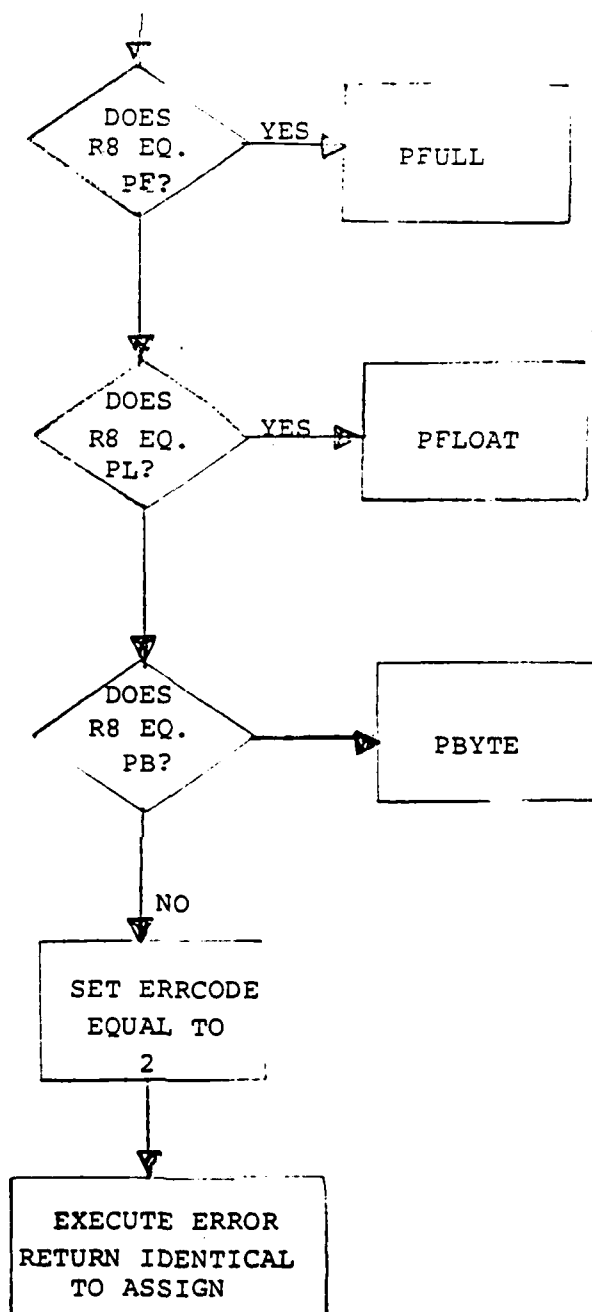 DOES
R8 EQ.
PF?
YES
PFULL
DOES
R8 EQ.
PL?
YES
PFLOAT
DOES
R8 EQ.
PB?
PBYTE
NO
SET ERRCODE
EQUAL TO
2
EXECUTE ERROR
RETURN IDENTICAL
TO ASSIGN